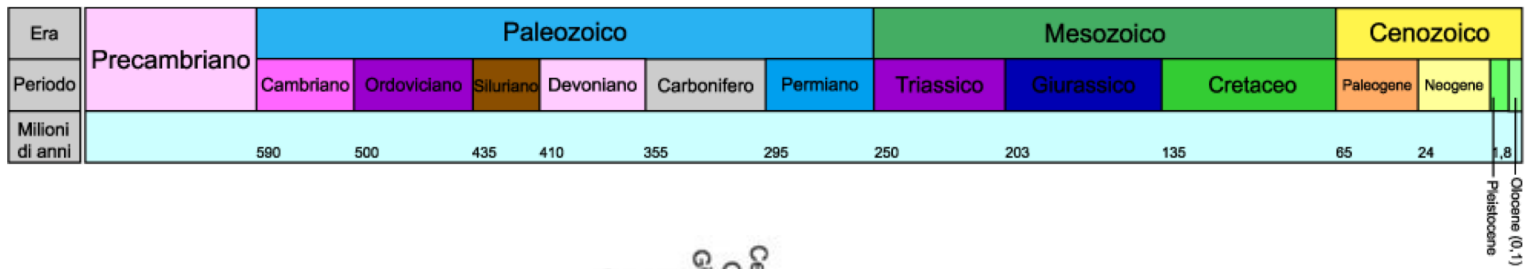 Era
Precambriano
Paleozoico
Mesozoico
Cenozoico
Periodo
Cambriano
Ordoviciano
Siluriano
Devoniano
Carbonifero
Permiano
Triassico
Giurassico
Cretaceo
Paleogene
Neogene
Milioni
di anni
590
500
435
410
355
295
250
203
135
65
24
1,8
Pleistocene
Olocene (0,1)